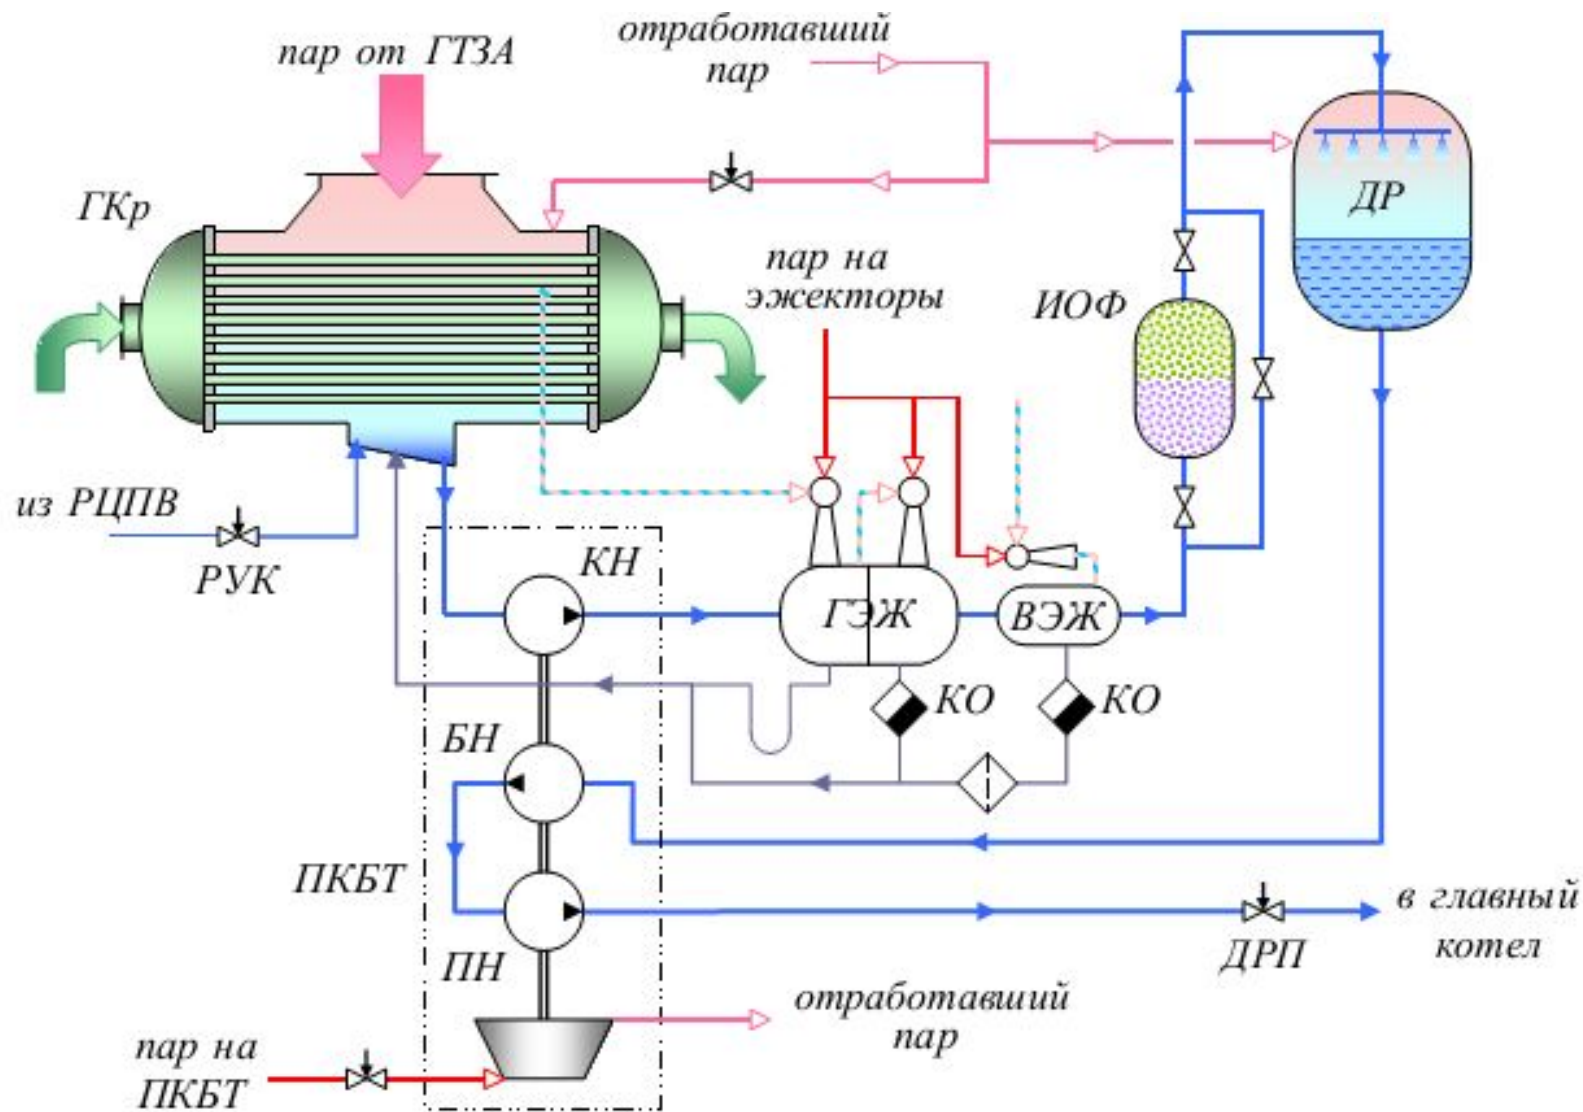 отработавший
пар
пар от ГТЗА
ГКр
ДР
пар на
эжекторы
ИОФ
из РЦПВ
РУК
КН
ГЭЖ
ВЭЖ
КО
КО
БН
ПКБТ
в главный
котел
ДРП
ПН
отработавший
пар
пар на
ПКБТ